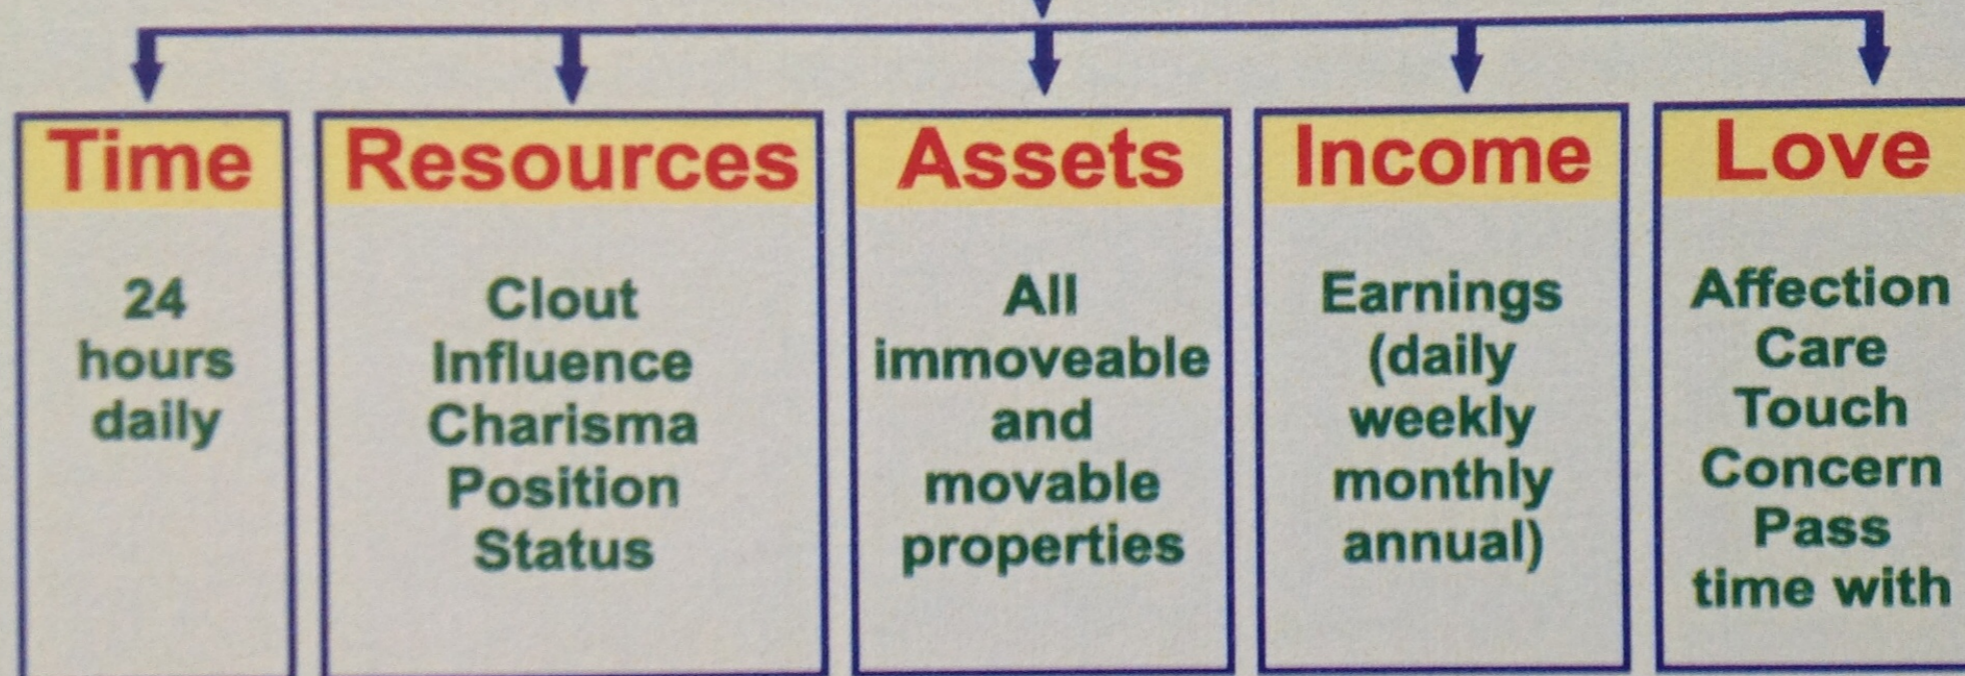 Time
24
hours
daily
Resources
Clout
Influence
Charisma
Position
Status
Assets
All
immoveable
and
movable
properties
Income
Earnings
(daily
weekly
monthly
annual)
Love
Affection
Care
Touch
Concern
Pass
time with